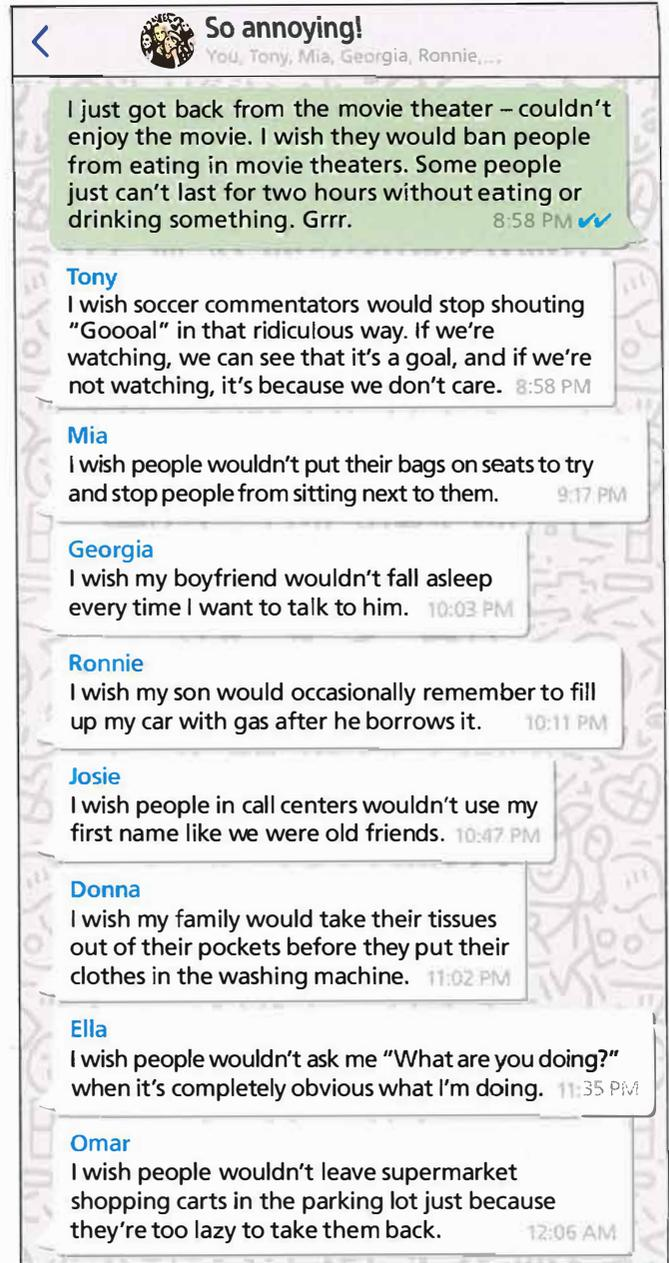 So annoying!
You, Tony, Mia, Georgia, Ronnie,...
I just got back from the movie theater – couldn't
enjoy the movie. I wish they would ban people
from eating in movie theaters. Some people
just can't last for two hours without eating or
drinking something. Grrr. 8:58 PM
Tony
I wish soccer commentators would stop shouting
"Goooal" in that ridiculous way. If we're
watching, we can see that it's a goal, and if we're
not watching, it's because we don't care. 8:58 PM
Mia
I wish people wouldn't put their bags on seats to try
and stop people from sitting next to them. 9:17 PM
Georgia
I wish my boyfriend wouldn't fall asleep
every time I want to talk to him. 10:03 PM
Ronnie
I wish my son would occasionally remember to fill
up my car with gas after he borrows it. 10:11 PM
Josie
I wish people in call centers wouldn't use my
first name like we were old friends. 10:47 PM
Donna
I wish my family would take their tissues
out of their pockets before they put their
clothes in the washing machine. 11:02 PM
Ella
I wish people wouldn't ask me "What are you doing?"
when it's completely obvious what I'm doing. 11:35 PM
Omar
I wish people wouldn't leave supermarket
shopping carts in the parking lot just because
they're too lazy to take them back. 12:06 AM